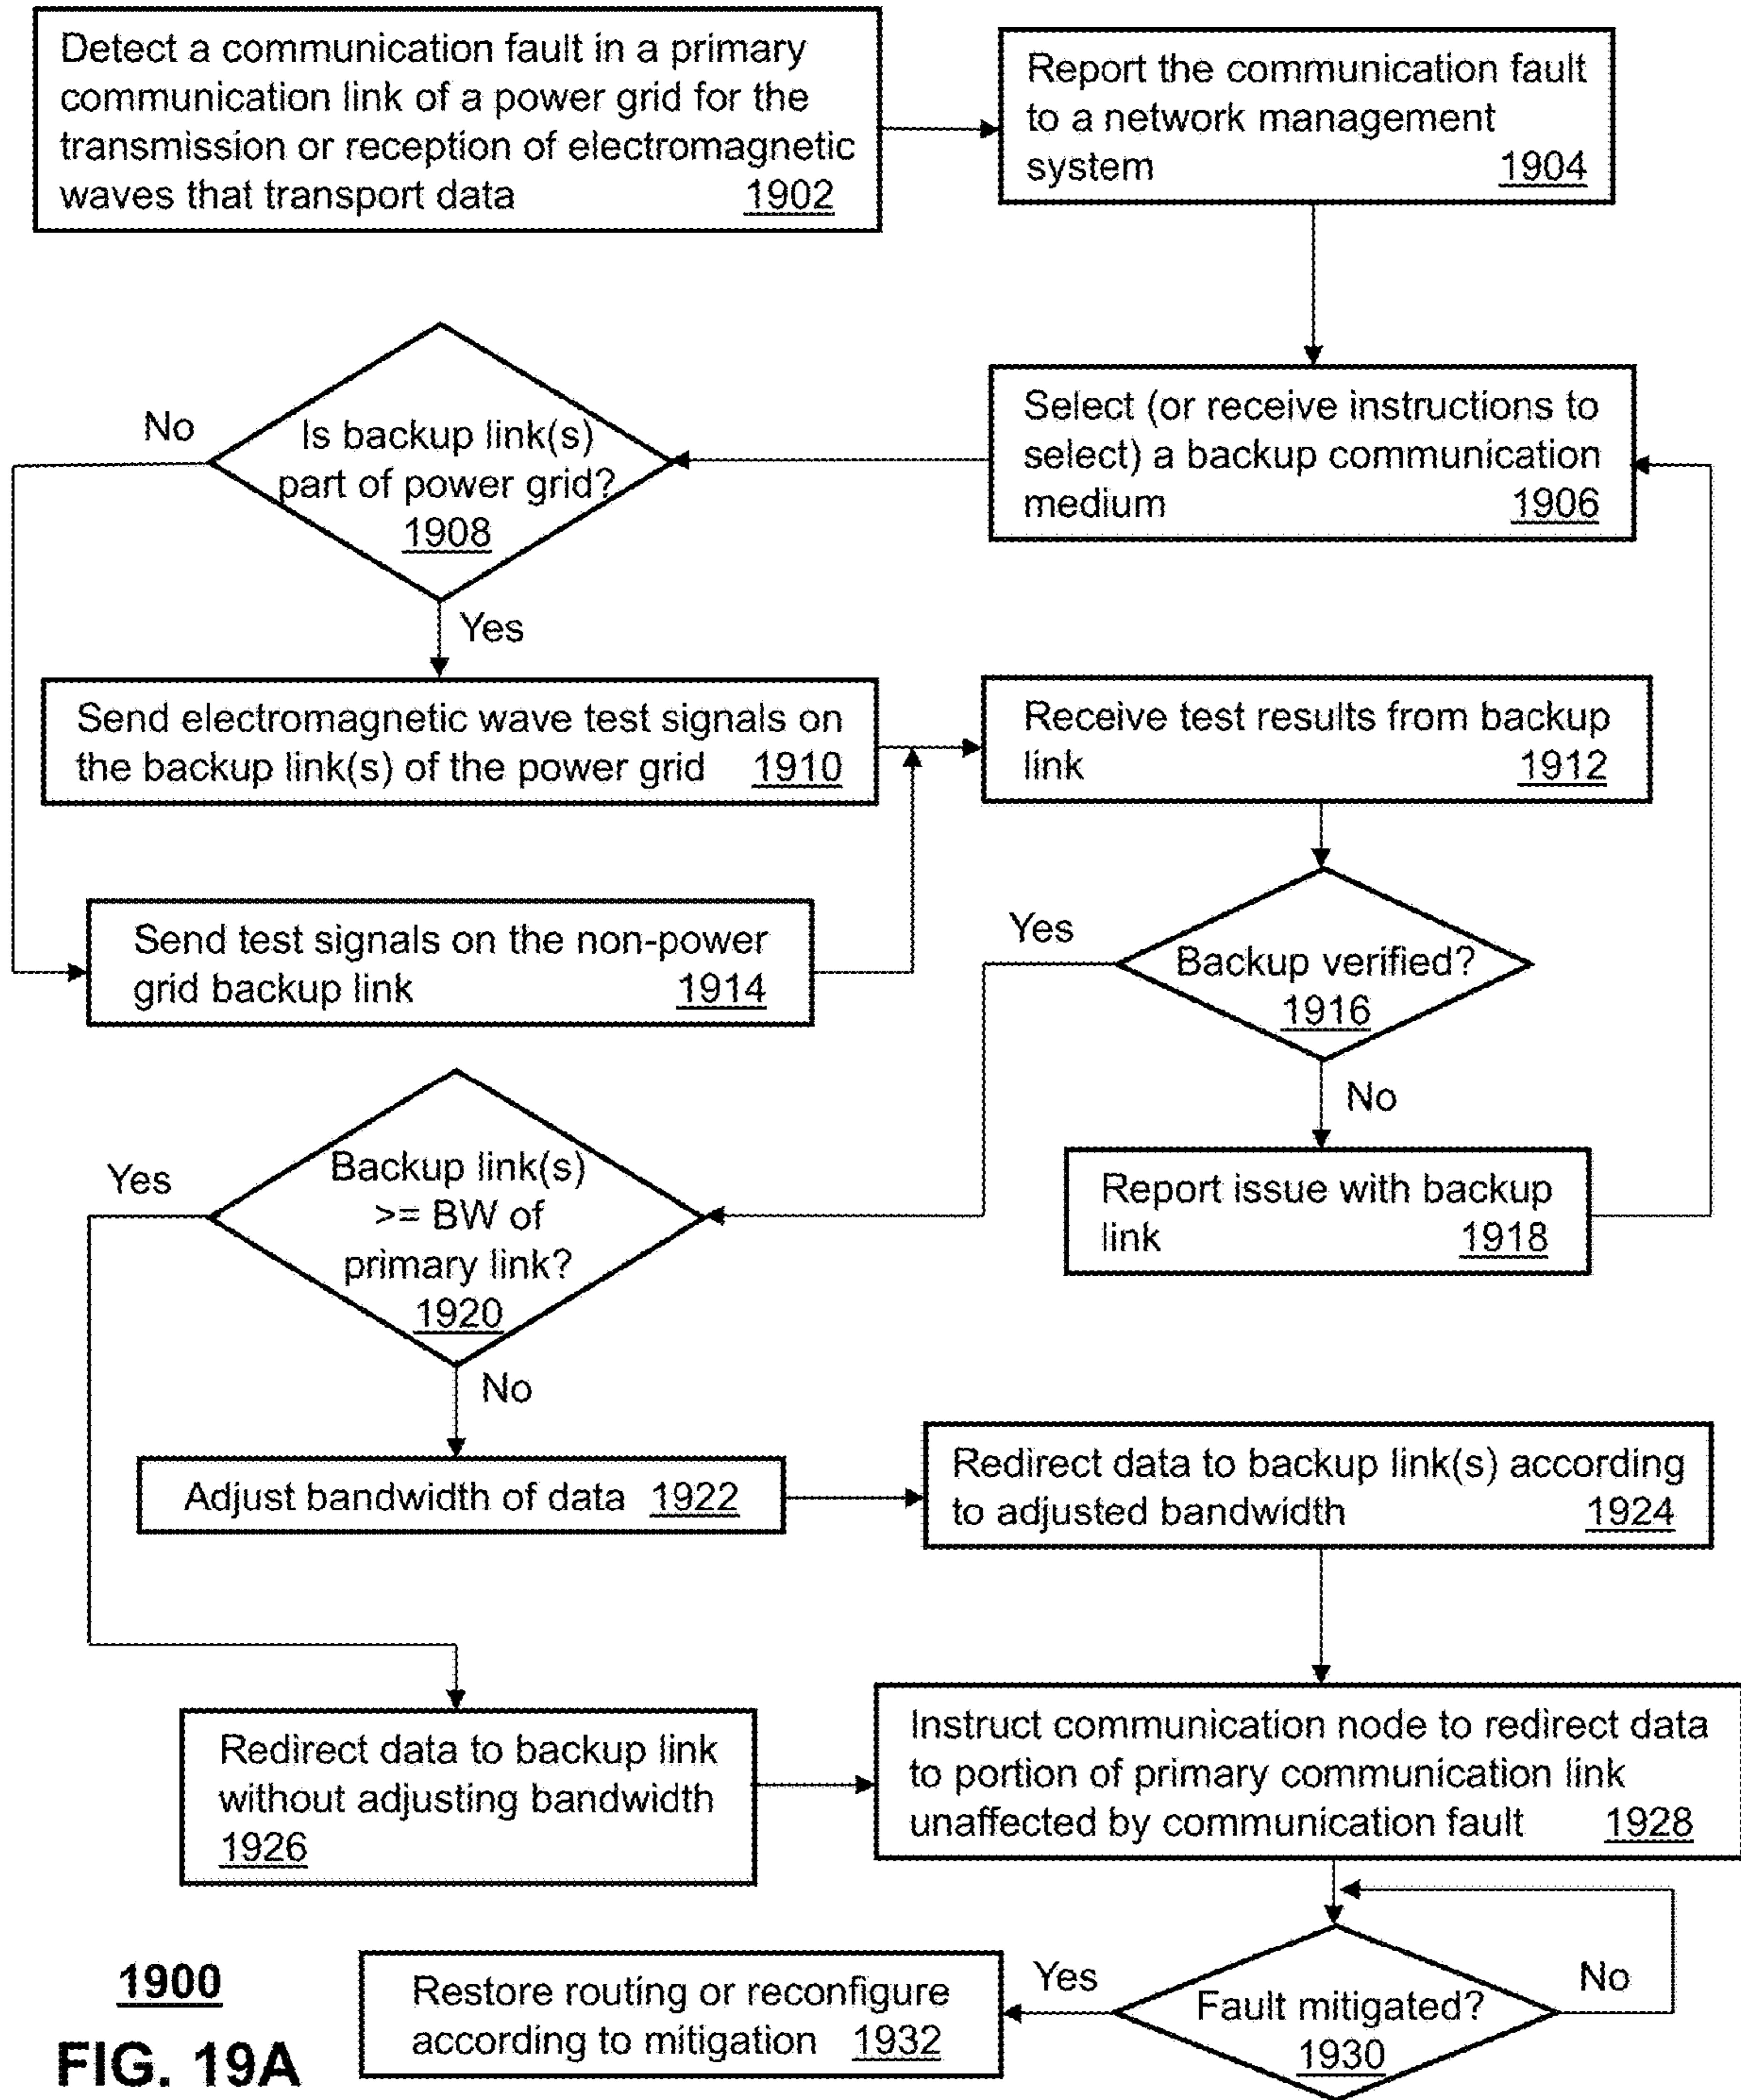 Detect a communication fault in a primary
communication link of a power grid for the
transmission or reception of electromagnetic
waves that transport data 1902
Report the communication fault
to a network management
system 1904
Select (or receive instructions to
select) a backup communication
medium 1906
No
Is backup link(s)
part of power grid?
1908
Yes
Send electromagnetic wave test signals on
the backup link(s) of the power grid 1910
Receive test results from backup
link 1912
Send test signals on the non-power
grid backup link 1914
Yes
Backup verified?
1916
No
Report issue with backup
link 1918
Yes
Backup link(s)
>= BW of
primary link?
1920
No
Adjust bandwidth of data 1922
Redirect data to backup link(s) according
to adjusted bandwidth 1924
Redirect data to backup link
without adjusting bandwidth
1926
Instruct communication node to redirect data
to portion of primary communication link
unaffected by communication fault 1928
Fault mitigated?
1930
No
Yes
Restore routing or reconfigure
according to mitigation 1932
1900
FIG. 19A